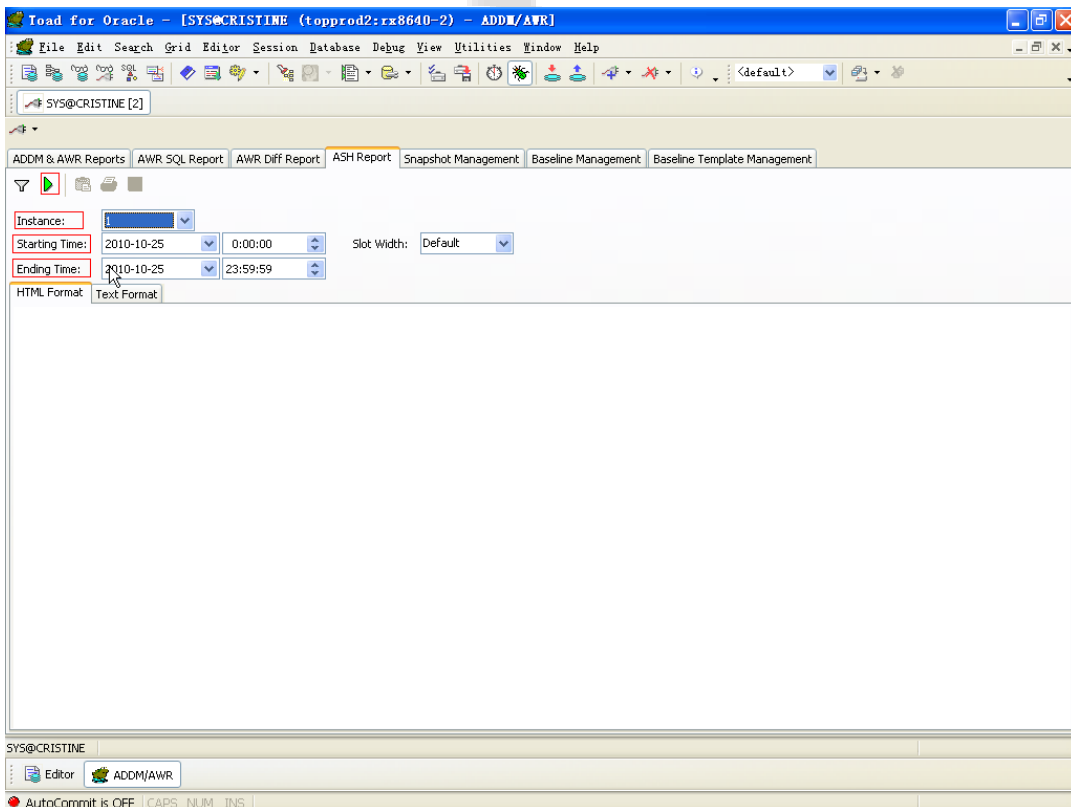 Toad for Oracle - [SYS@CRISTINE (topprod2:rx8640-2) - ADDM/AWR]
File Edit Search Grid Editor Session Database Debug View Utilities Window Help
SQL <default>
SYS@CRISTINE [2]
ADDM & AWR Reports AWR SQL Report AWR Diff Report ASH Report Snapshot Management Baseline Management Baseline Template Management
Instance: 1
Starting Time: 2010-10-25 0:00:00 Slot Width: Default
Ending Time: 2010-10-25 23:59:59
HTML Format Text Format
SYS@CRISTINE
Editor ADDM/AWR
AutoCommit is OFF CAPS NUM INS